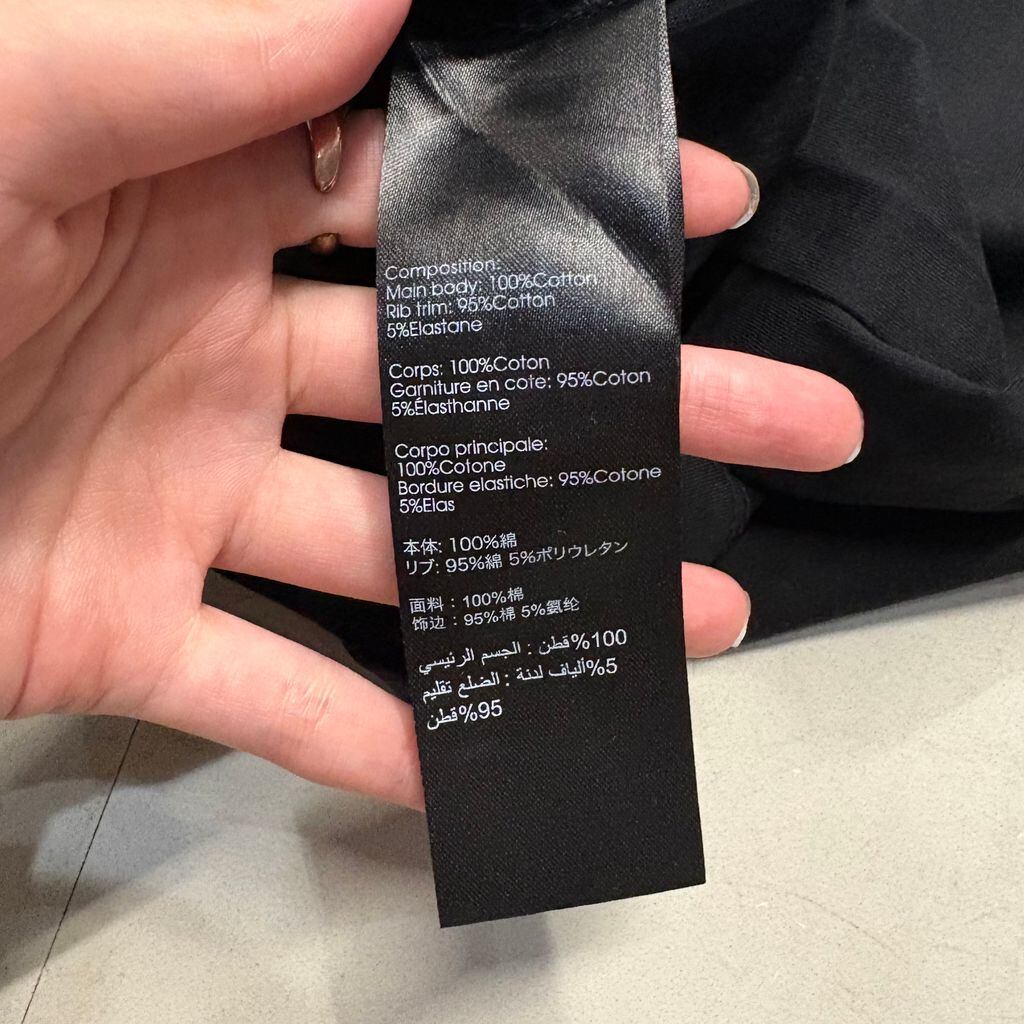 Composition:
Main body: 100%Cotton
Rib trim: 95%Cotton
5%Elastane
Corps: 100%Coton
Garniture en cote: 95%Coton
5%Élasthanne
Corpo principale:
100%Cotone
Bordure elastiche: 95%Cotone
5%Elas
本体: 100%綿
リブ: 95%綿 5%ポリウレタン
面料：100%棉
饰边：95%棉 5%氨纶
100%قطن : الجسم الرئيسي
5%ألياف لدنة : الضلع تقليم
95%قطن